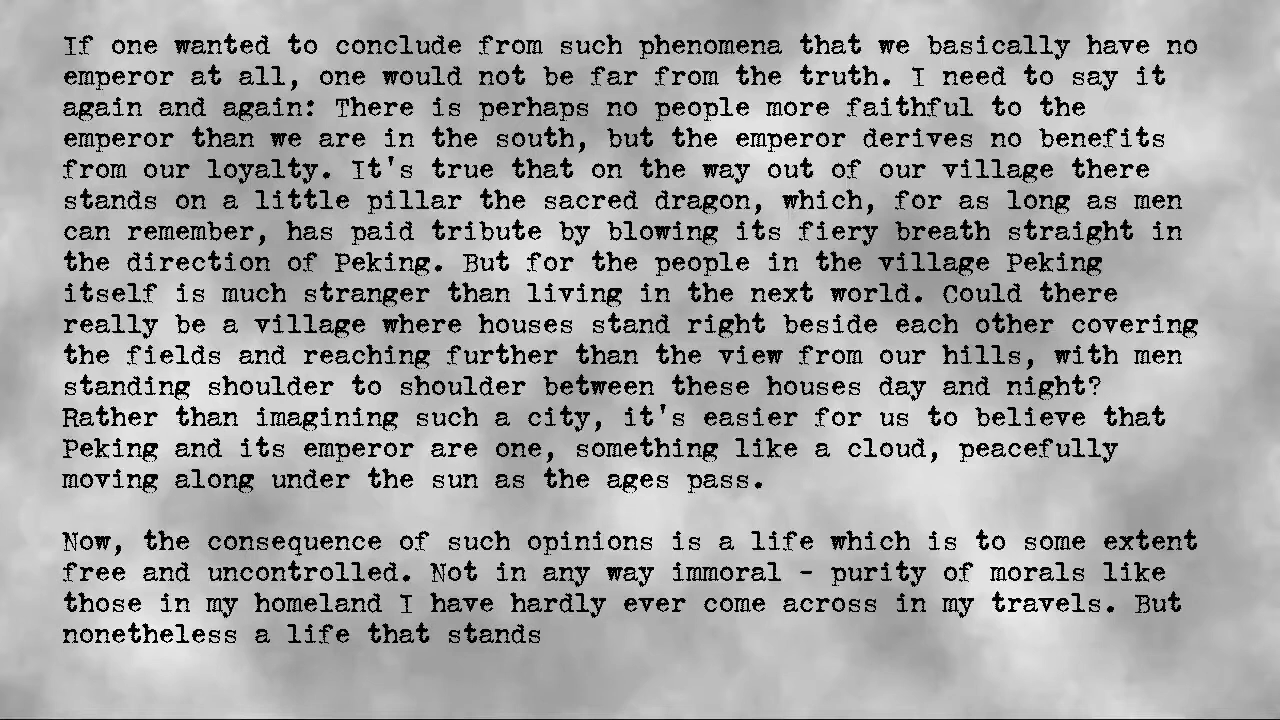 If one wanted to conclude from such phenomena that we basically have no
emperor at all, one would not be far from the truth. I need to say it
again and again: There is perhaps no people more faithful to the
emperor than we are in the south, but the emperor derives no benefits
from our loyalty. It's true that on the way out of our village there
stands on a little pillar the sacred dragon, which, for as long as men
can remember, has paid tribute by blowing its fiery breath straight in
the direction of Peking. But for the people in the village Peking
itself is much stranger than living in the next world. Could there
really be a village where houses stand right beside each other covering
the fields and reaching further than the view from our hills, with men
standing shoulder to shoulder between these houses day and night?
Rather than imagining such a city, it's easier for us to believe that
Peking and its emperor are one, something like a cloud, peacefully
moving along under the sun as the ages pass.

Now, the consequence of such opinions is a life which is to some extent
free and uncontrolled. Not in any way immoral - purity of morals like
those in my homeland I have hardly ever come across in my travels. But
nonetheless a life that stands